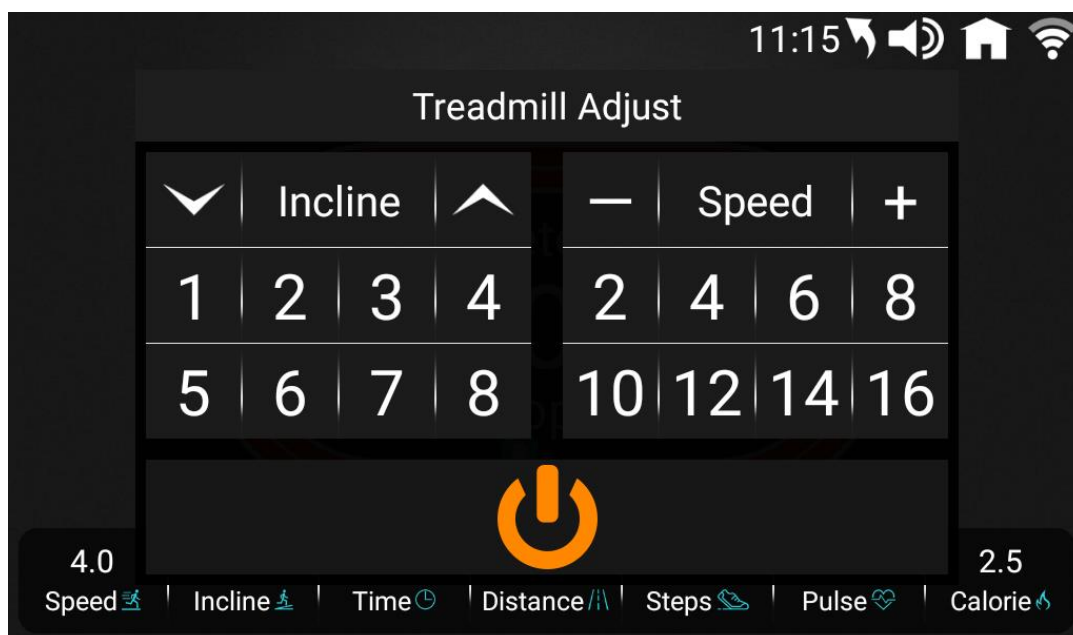 11:15
Treadmill Adjust
Incline Speed +
1 2 3 4 2 4 6 8
5 6 7 8 10 12 14 16
4.0 2.5
Speed Incline Time Distance Steps Pulse Calorie